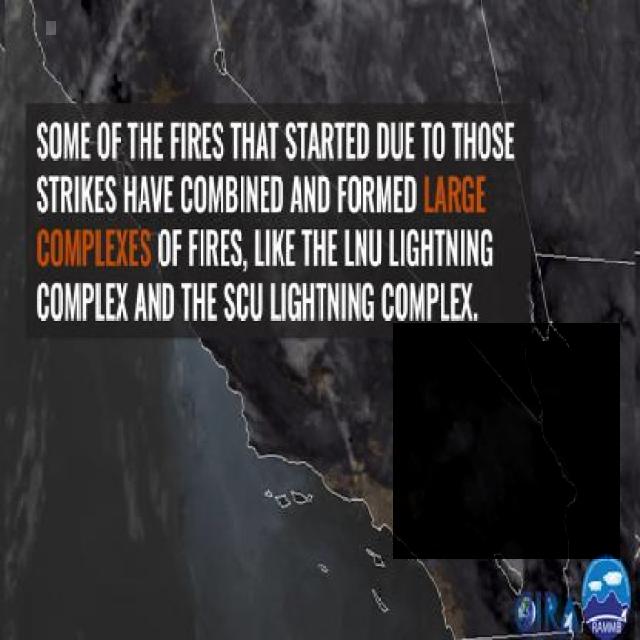 SOME OF THE FIRES THAT STARTED DUE TO THOSE
STRIKES HAVE COMBINED AND FORMED LARGE
COMPLEXES OF FIRES, LIKE THE LNU LIGHTNING
COMPLEX AND THE SCU LIGHTNING COMPLEX.
CIRA
RAMMB